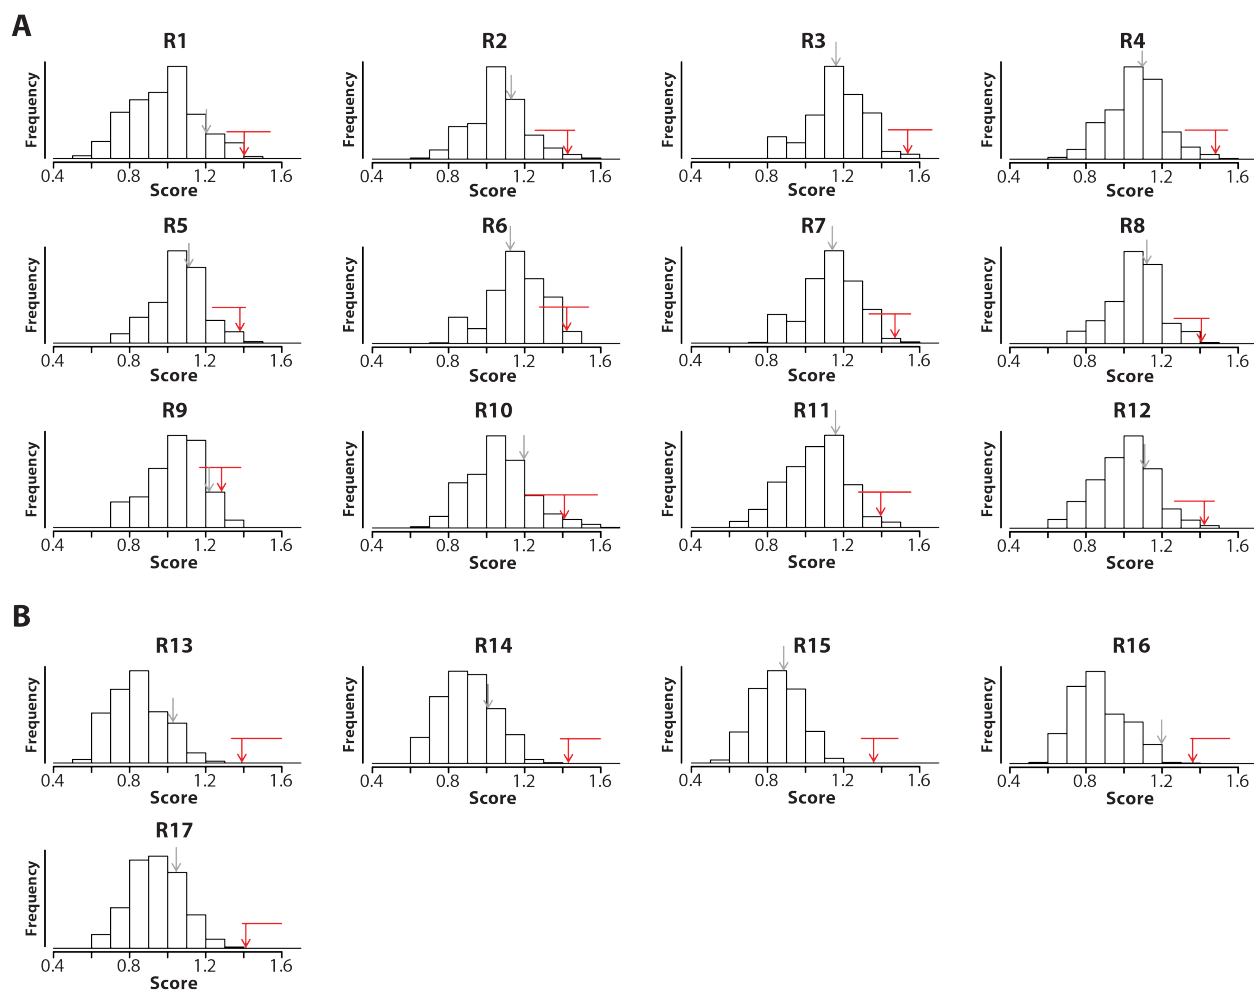 A
R1 R2 R3 R4
Frequency Frequency Frequency Frequency
0.4 0.8 1.2 1.6 0.4 0.8 1.2 1.6 0.4 0.8 1.2 1.6 0.4 0.8 1.2 1.6
Score Score Score Score
R5 R6 R7 R8
Frequency Frequency Frequency Frequency
0.4 0.8 1.2 1.6 0.4 0.8 1.2 1.6 0.4 0.8 1.2 1.6 0.4 0.8 1.2 1.6
Score Score Score Score
R9 R10 R11 R12
Frequency Frequency Frequency Frequency
0.4 0.8 1.2 1.6 0.4 0.8 1.2 1.6 0.4 0.8 1.2 1.6 0.4 0.8 1.2 1.6
Score Score Score Score
B
R13 R14 R15 R16
Frequency Frequency Frequency Frequency
0.4 0.8 1.2 1.6 0.4 0.8 1.2 1.6 0.4 0.8 1.2 1.6 0.4 0.8 1.2 1.6
Score Score Score Score
R17
Frequency
0.4 0.8 1.2 1.6
Score